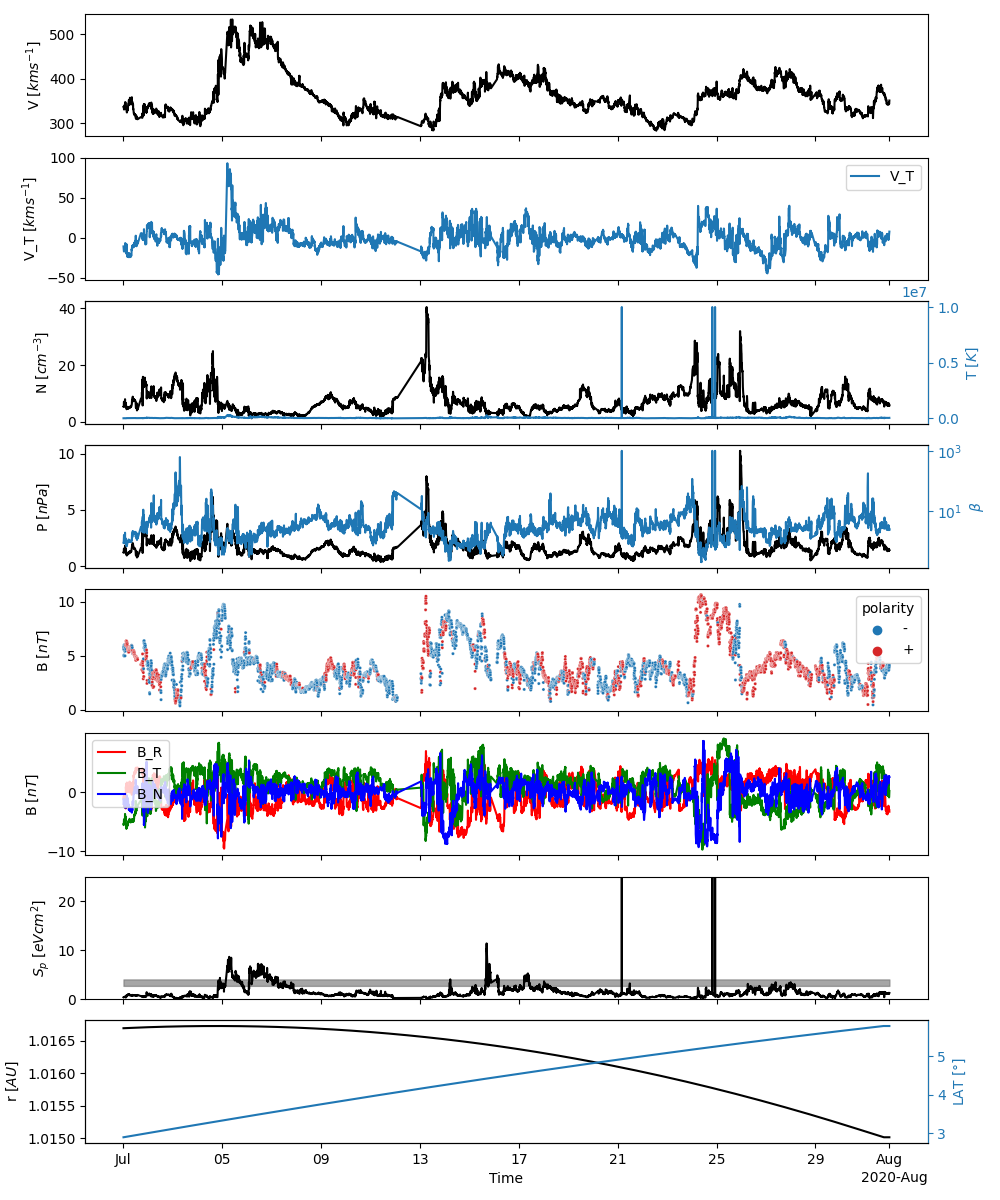 500
400
300
V [kms⁻¹]
100
50
0
−50
V_T [kms⁻¹]
V_T
1e7
40
20
0
N [cm⁻³]
1.0
0.5
0.0
T [K]
10
5
0
P [nPa]
10³
10¹
β
10
5
0
B [nT]
polarity
-
+
0
−10
B [nT]
B_R
B_T
B_N
20
10
0
Sₚ [eVcm²]
1.0165
1.0160
1.0155
1.0150
r [AU]
5
4
3
LAT [°]
Jul 05 09 13 17 21 25 29 Aug
Time
2020-Aug